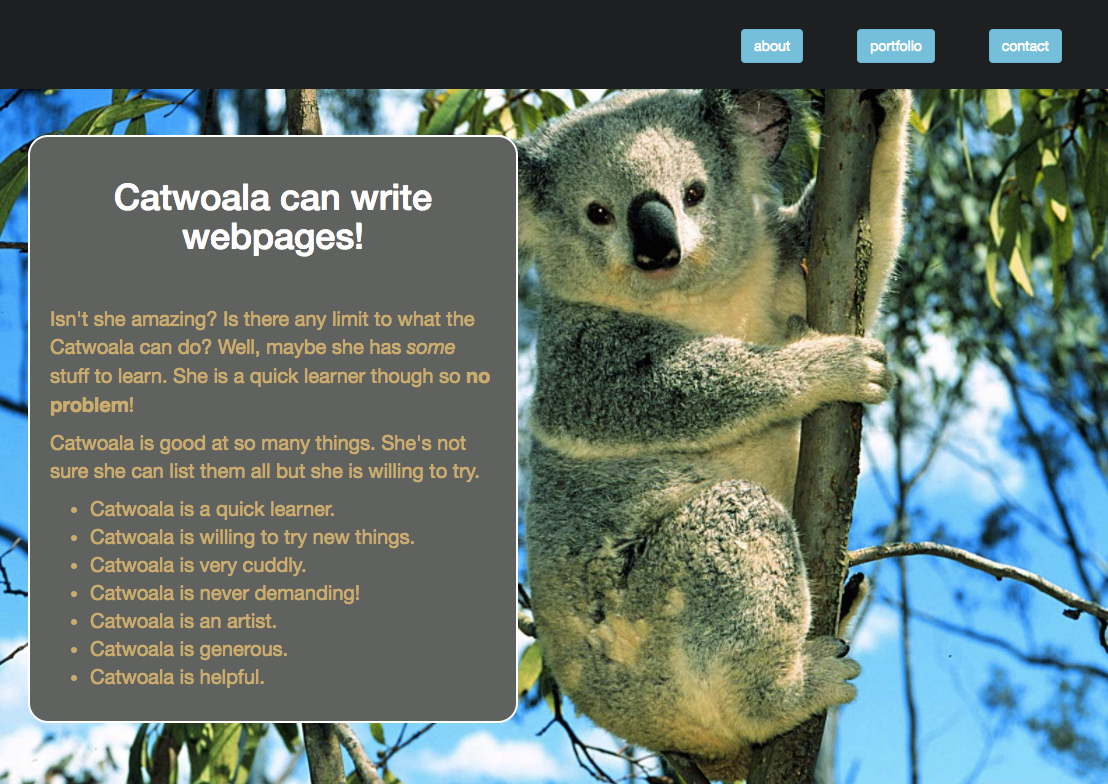 about
portfolio
contact
Catwoala can write
webpages!
Isn't she amazing? Is there any limit to what the
Catwoala can do? Well, maybe she has some
stuff to learn. She is a quick learner though so no
problem!
Catwoala is good at so many things. She's not
sure she can list them all but she is willing to try.
• Catwoala is a quick learner.
• Catwoala is willing to try new things.
• Catwoala is very cuddly.
• Catwoala is never demanding!
• Catwoala is an artist.
• Catwoala is generous.
• Catwoala is helpful.